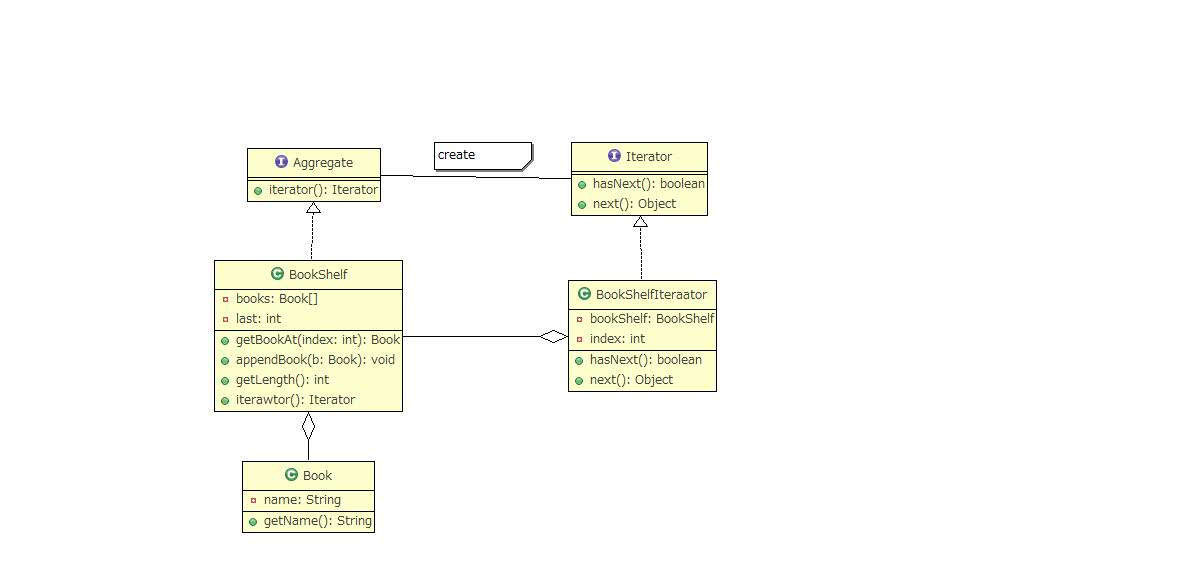 Aggregate
iterator(): Iterator
create
Iterator
hasNext(): boolean
next(): Object
BookShelf
books: Book[]
last: int
getBookAt(index: int): Book
appendBook(b: Book): void
getLength(): int
iterawtor(): Iterator
BookShelfIteraator
bookShelf: BookShelf
index: int
hasNext(): boolean
next(): Object
Book
name: String
getName(): String